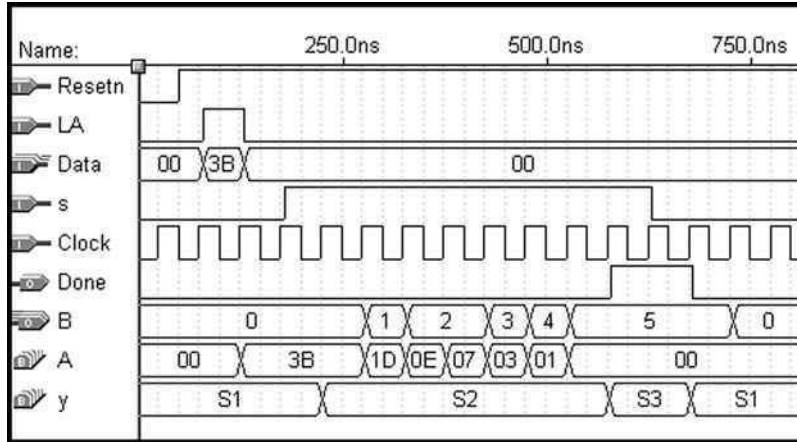 Name: 250.0ns 500.0ns 750.0ns
Resetn
LA
Data 00 3B 00
s
Clock
Done
B 0 1 2 3 4 5 0
A 00 3B 1D 0E 07 03 01 00
y S1 S2 S3 S1